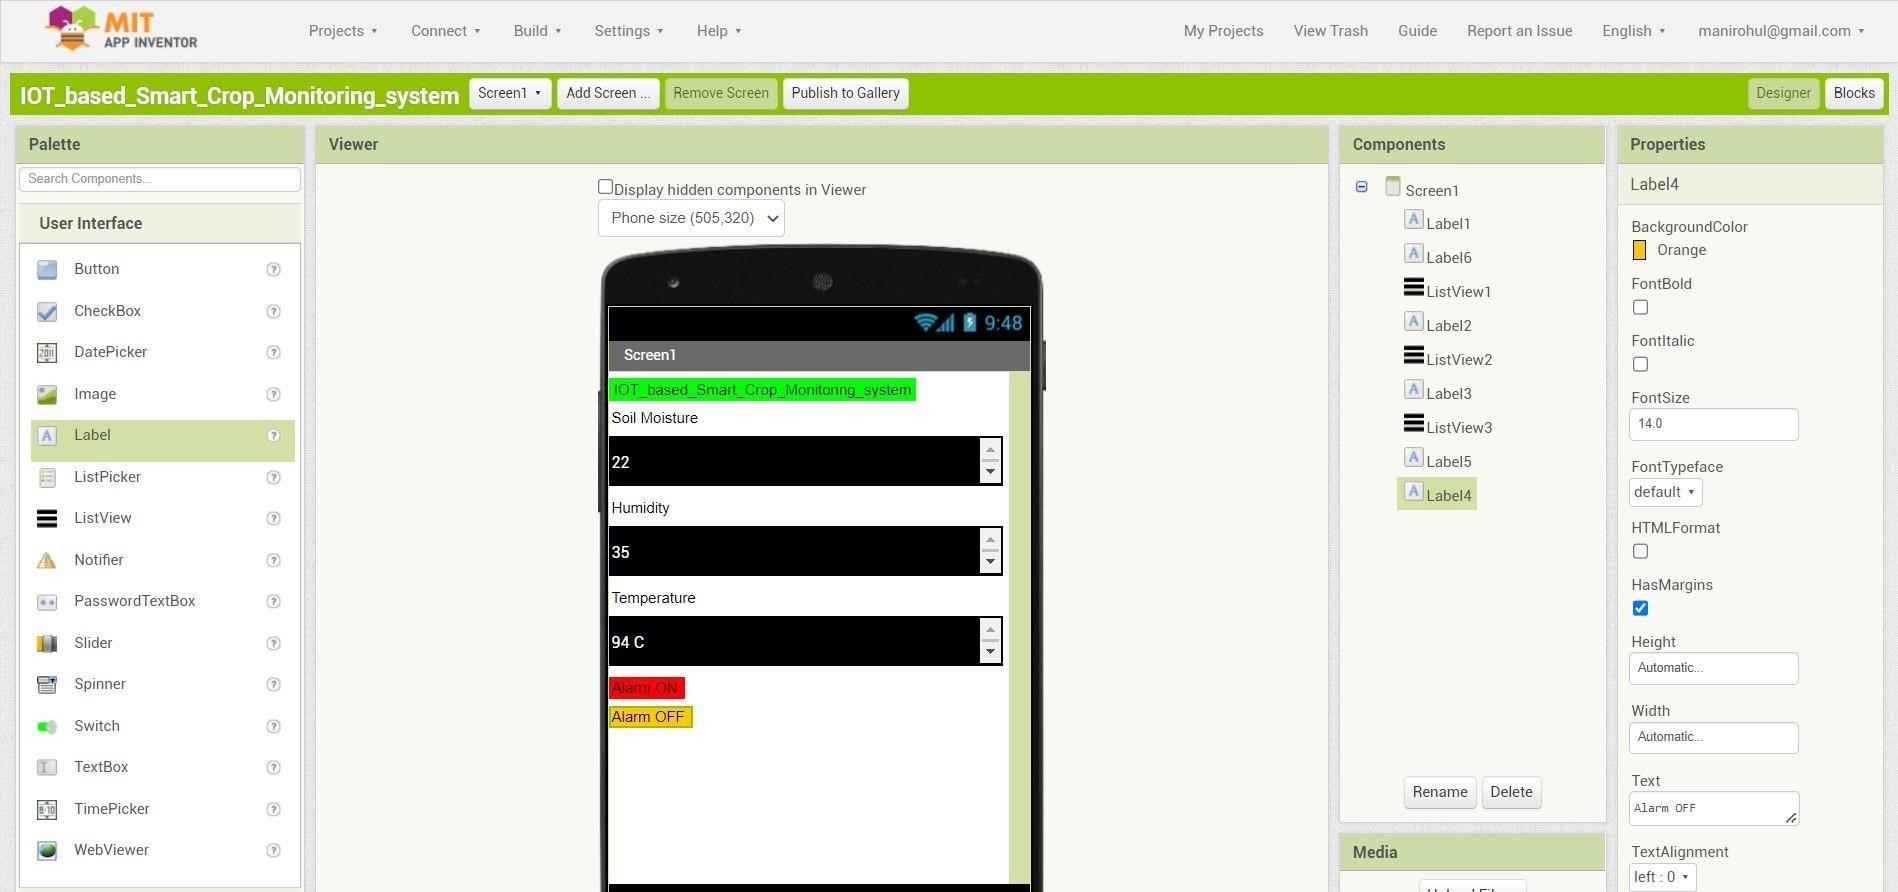 MIT
APP INVENTOR
Projects
Connect
Build
Settings
Help
My Projects
View Trash
Guide
Report an Issue
English
manirohul@gmail.com
IOT_based_Smart_Crop_Monitoring_system
Screen1
Add Screen ...
Remove Screen
Publish to Gallery
Designer
Blocks
Palette
Search Components...
User Interface
Button
CheckBox
DatePicker
Image
Label
ListPicker
ListView
Notifier
PasswordTextBox
Slider
Spinner
Switch
TextBox
TimePicker
WebViewer
Viewer
Display hidden components in Viewer
Phone size (505,320)
9:48
Screen1
IOT_based_Smart_Crop_Monitoring_system
Soil Moisture
22
Humidity
35
Temperature
94 C
Alarm ON
Alarm OFF
Components
Screen1
Label1
Label6
ListView1
Label2
ListView2
Label3
ListView3
Label5
Label4
Rename
Delete
Media
Properties
Label4
BackgroundColor
Orange
FontBold
FontItalic
FontSize
14.0
FontTypeface
default
HTMLFormat
HasMargins
Height
Automatic...
Width
Automatic...
Text
Alarm OFF
TextAlignment
left : 0